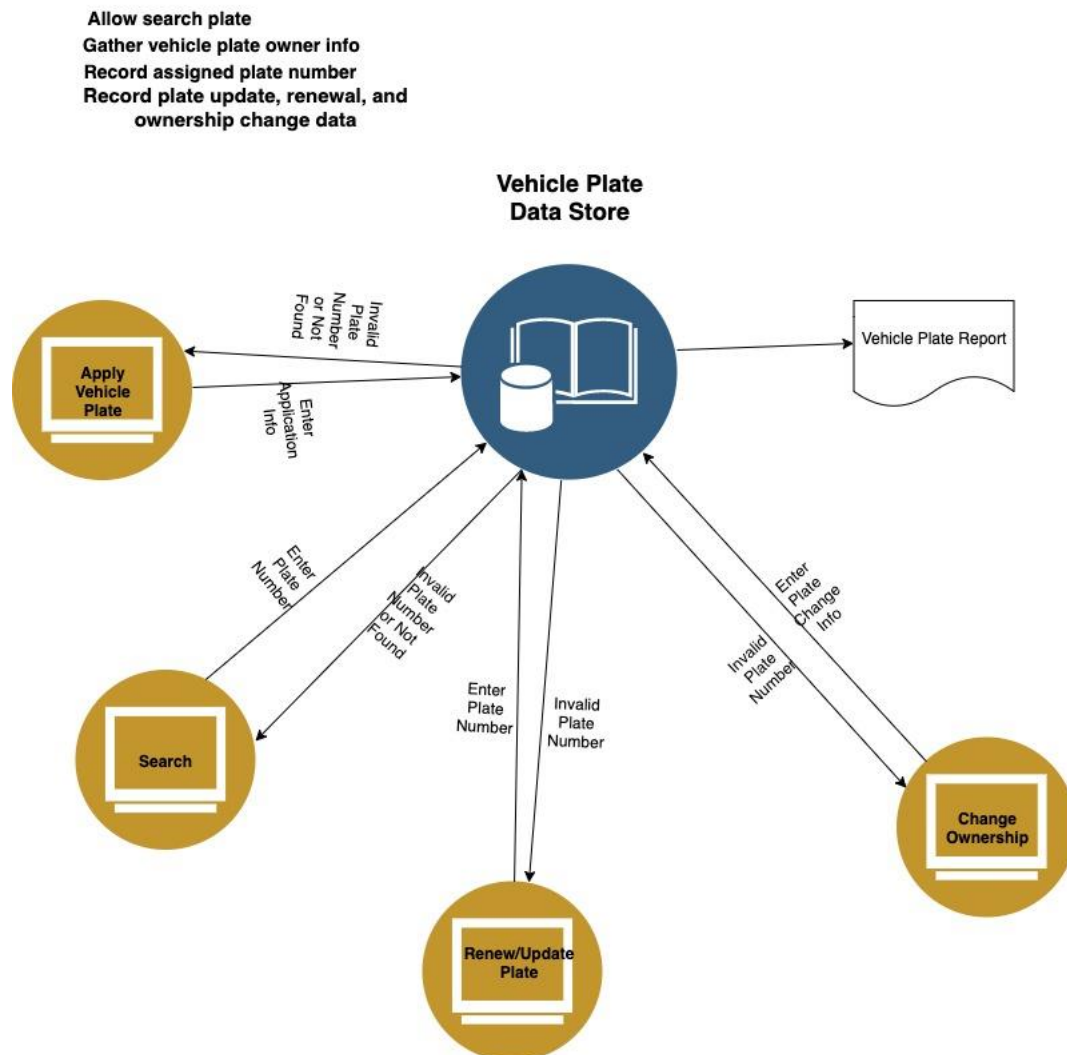 Allow search plate
Gather vehicle plate owner info
Record assigned plate number
Record plate update, renewal, and
ownership change data
Vehicle Plate
Data Store
Invalid
Plate
Number
or Not
Found
Enter
Application
Info
Apply
Vehicle
Plate
Vehicle Plate Report
Enter
Plate
Number
Invalid
Plate
Number
or Not
Found
Enter
Plate
Change
Info
Invalid
Plate
Number
Enter
Plate
Number
Invalid
Plate
Number
Search
Change
Ownership
Renew/Update
Plate